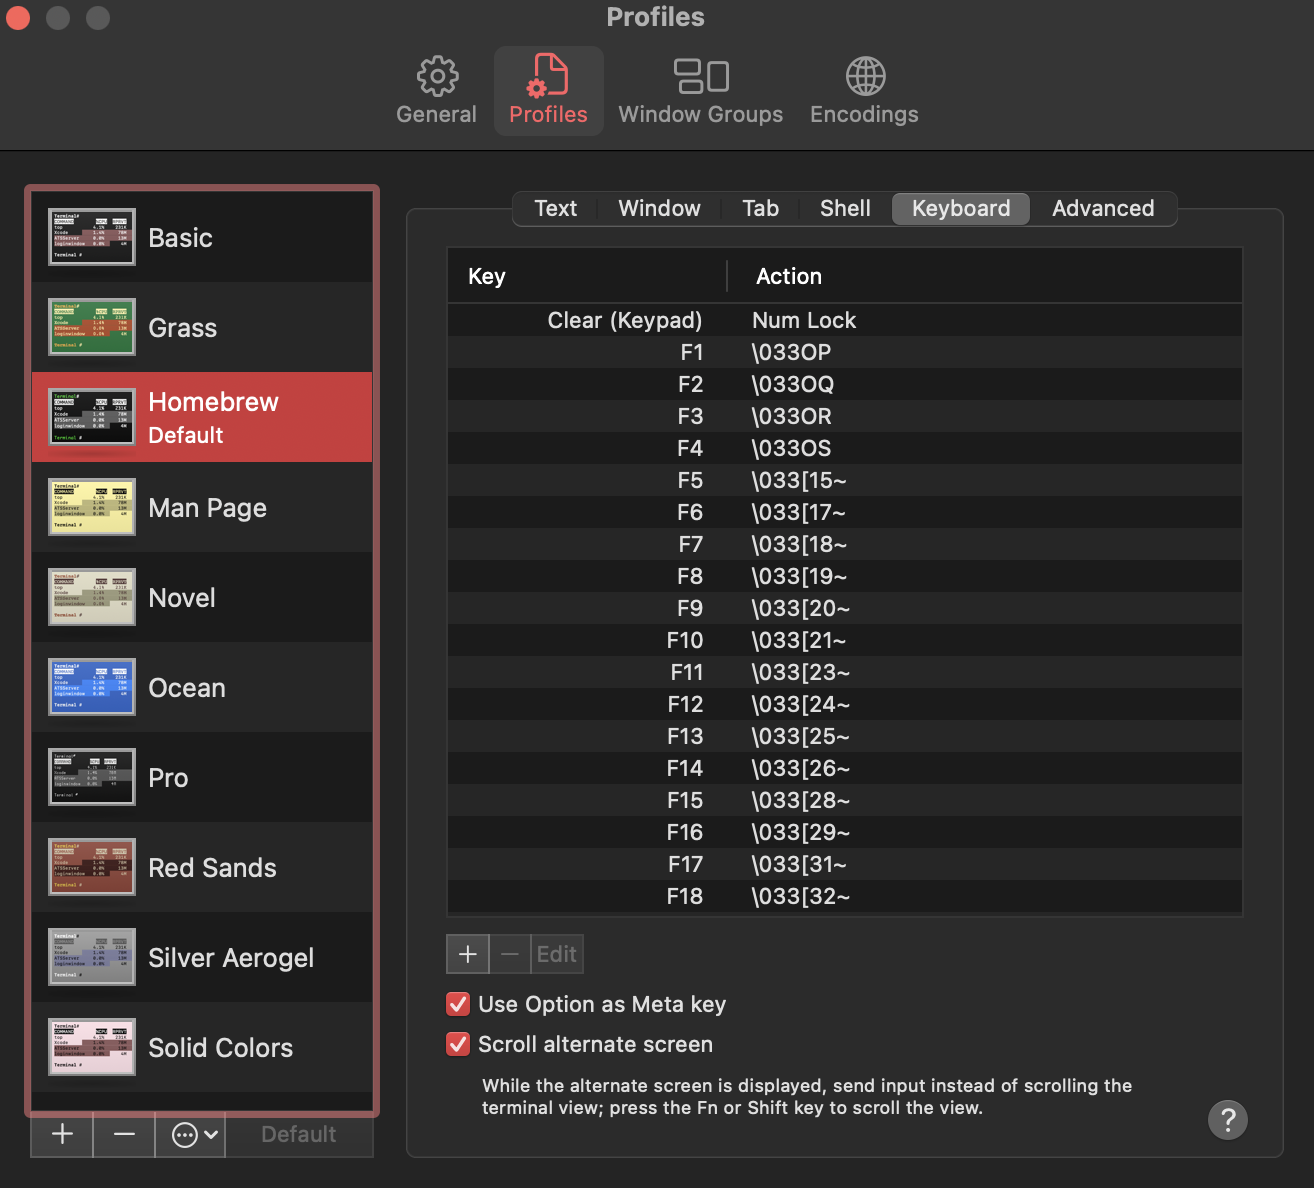 Profiles
General
Profiles
Window Groups
Encodings
Basic
Grass
Homebrew
Default
Man Page
Novel
Ocean
Pro
Red Sands
Silver Aerogel
Solid Colors
Default
Text Window Tab Shell Keyboard Advanced
Key Action
Clear (Keypad) Num Lock
F1 \033OP
F2 \033OQ
F3 \033OR
F4 \033OS
F5 \033[15~
F6 \033[17~
F7 \033[18~
F8 \033[19~
F9 \033[20~
F10 \033[21~
F11 \033[23~
F12 \033[24~
F13 \033[25~
F14 \033[26~
F15 \033[28~
F16 \033[29~
F17 \033[31~
F18 \033[32~
+ − Edit
Use Option as Meta key
Scroll alternate screen
While the alternate screen is displayed, send input instead of scrolling the
terminal view; press the Fn or Shift key to scroll the view.
?